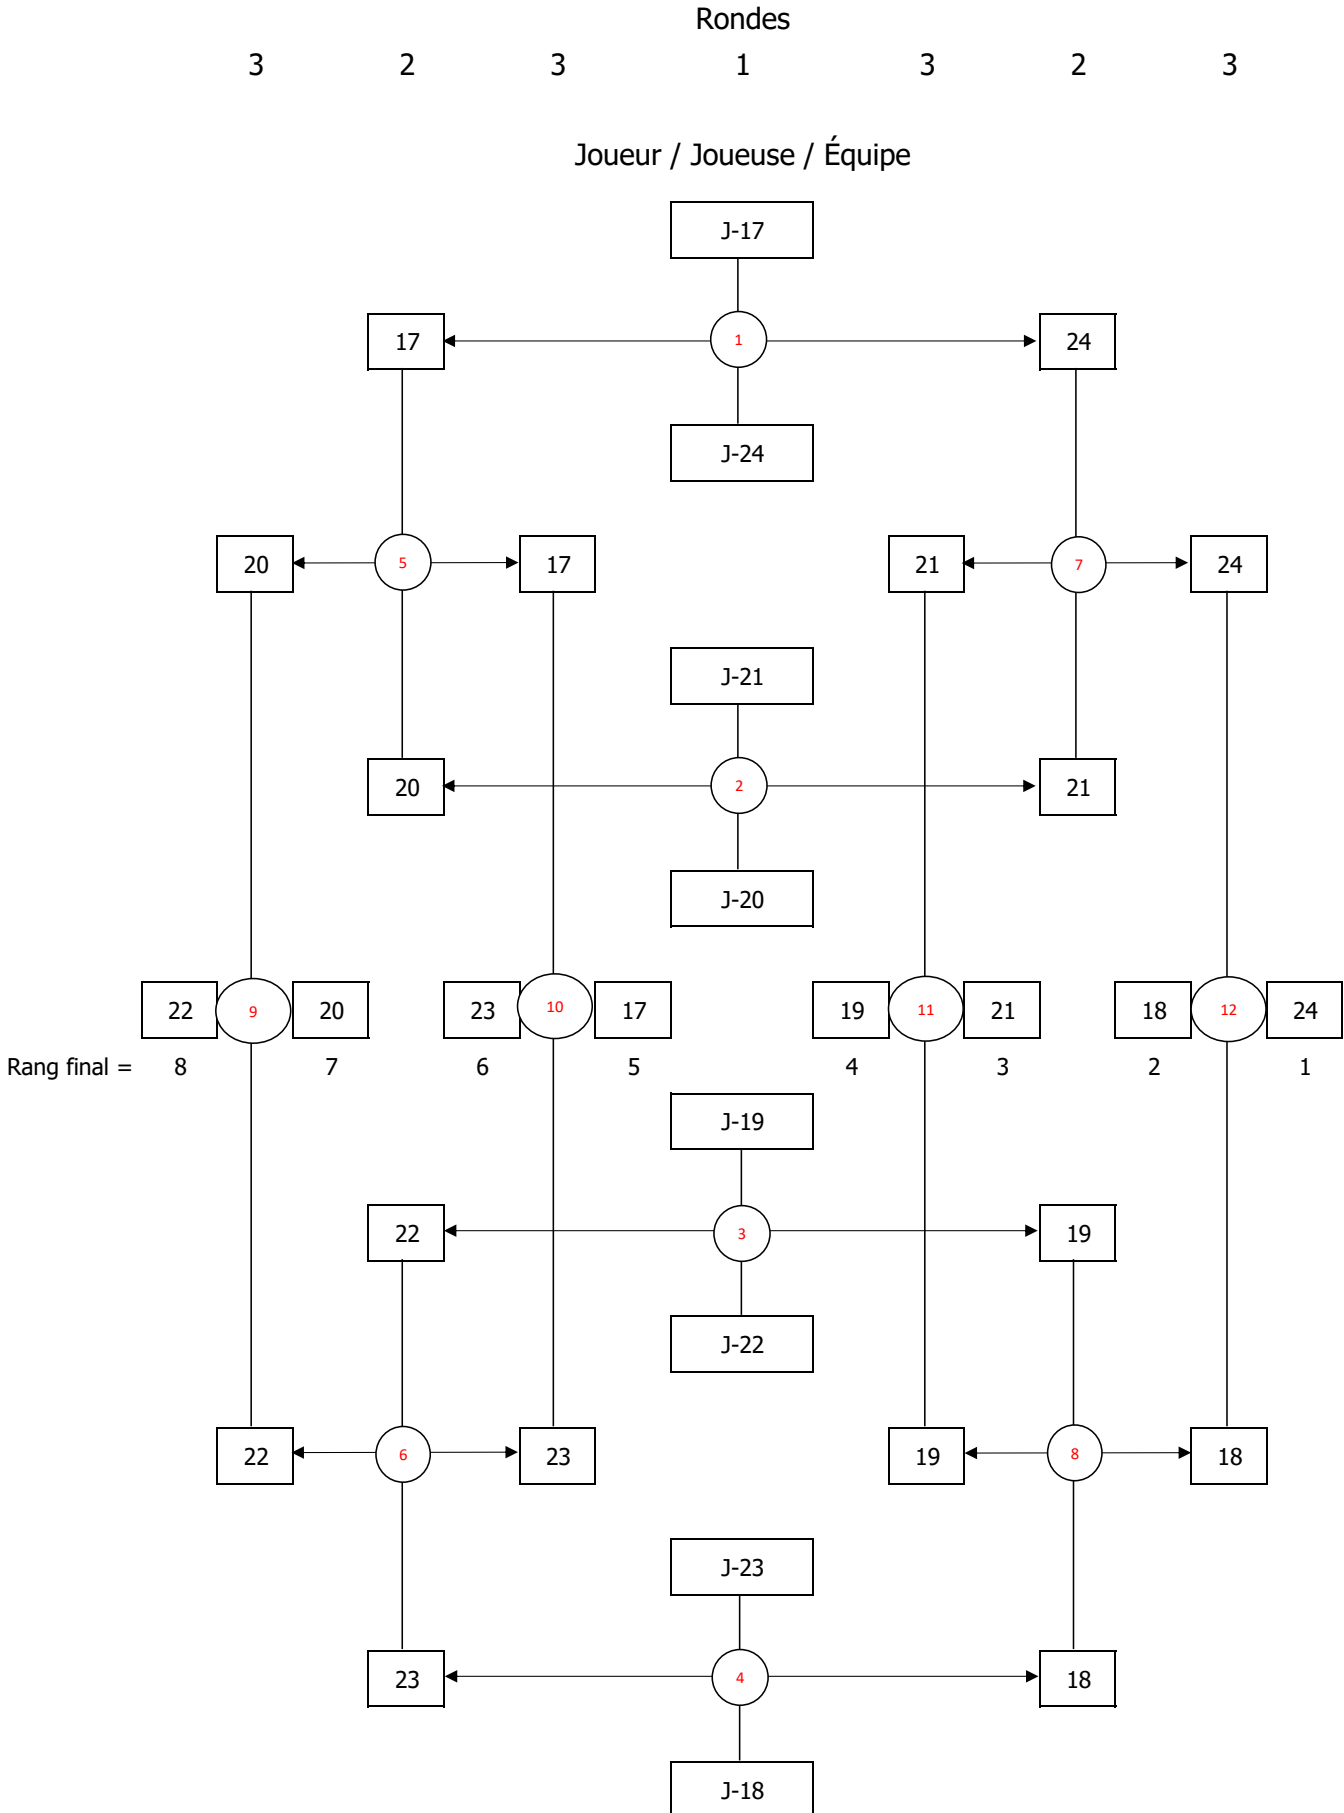 Rondes
3 2 3 1 3 2 3
Joueur / Joueuse / Équipe
J-17
17 1 24
J-24
20 5 17 21 7 24
J-21
20 2 21
J-20
22 9 20 23 10 17 19 11 21 18 12 24
Rang final = 8 7 6 5 4 3 2 1
J-19
22 3 19
J-22
22 6 23 19 8 18
J-23
23 4 18
J-18